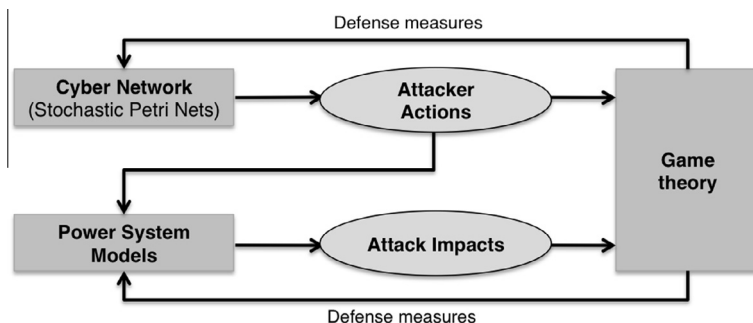 Defense measures
Cyber Network
(Stochastic Petri Nets)
Attacker
Actions
Game
theory
Power System
Models
Attack Impacts
Defense measures